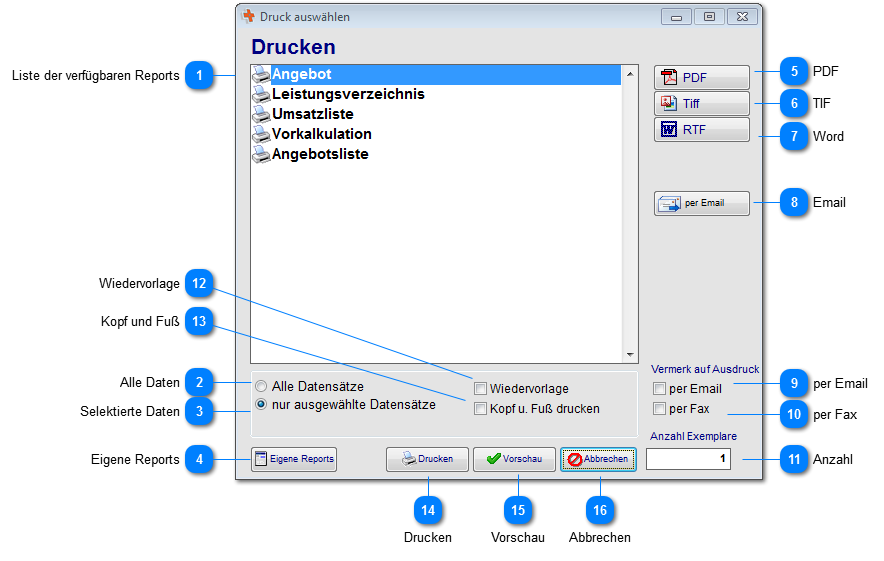 Druck auswählen
Drucken
Liste der verfügbaren Reports 1
Angebot
Leistungsverzeichnis
Umsatzliste
Vorkalkulation
Angebotsliste
PDF
5 PDF
Tiff
6 TIF
RTF
7 Word
per Email
8 Email
Wiedervorlage 12
Kopf und Fuß 13
Alle Daten 2
Alle Datensätze
Selektierte Daten 3
nur ausgewählte Datensätze
Wiedervorlage
Kopf u. Fuß drucken
Vermerk auf Ausdruck
per Email
9 per Email
per Fax
10 per Fax
Anzahl Exemplare
1
11 Anzahl
Eigene Reports 4
Eigene Reports
Drucken
Vorschau
Abbrechen
14
15
16
Drucken
Vorschau
Abbrechen